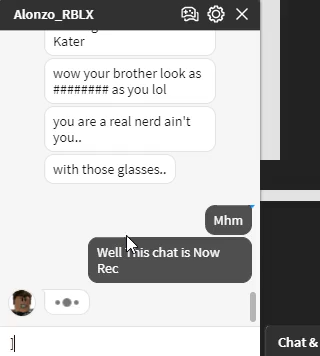 Alonzo_RBLX
Kater
wow your brother look as
######## as you lol
you are a real nerd ain't
you..
with those glasses..
Mhm
Well This chat is Now
Rec
Chat &